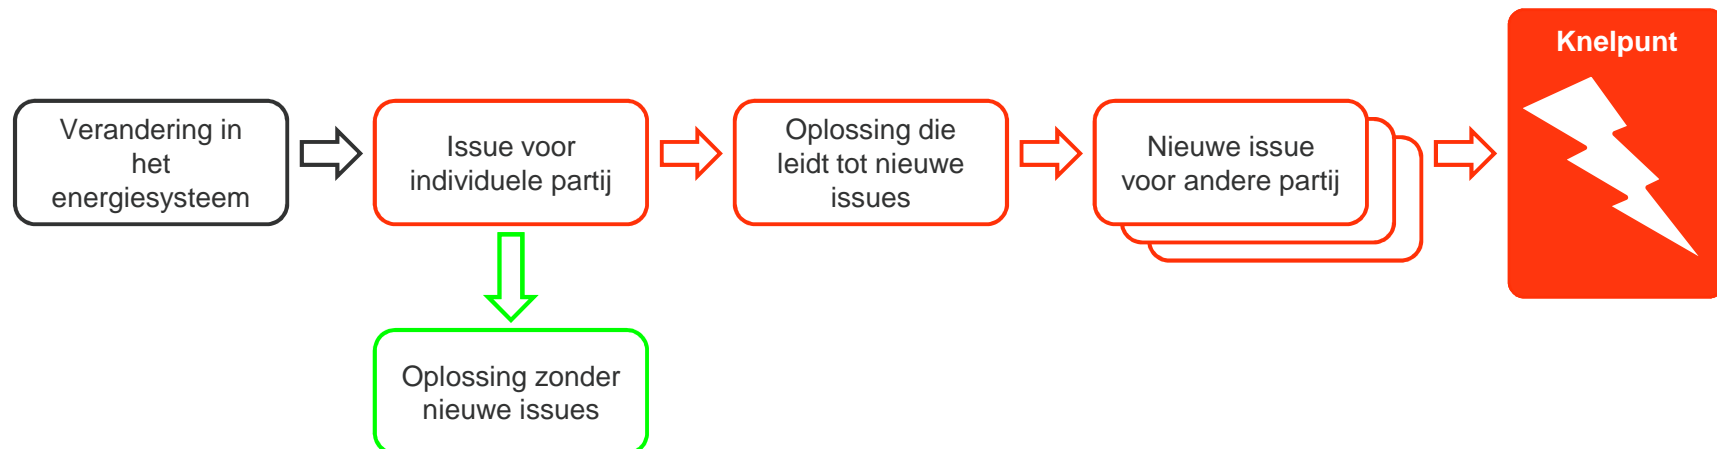 Knelpunt
Verandering in
het
energiesysteem
Issue voor
individuele partij
Oplossing die
leidt tot nieuwe
issues
Nieuwe issue
voor andere partij
Oplossing zonder
nieuwe issues